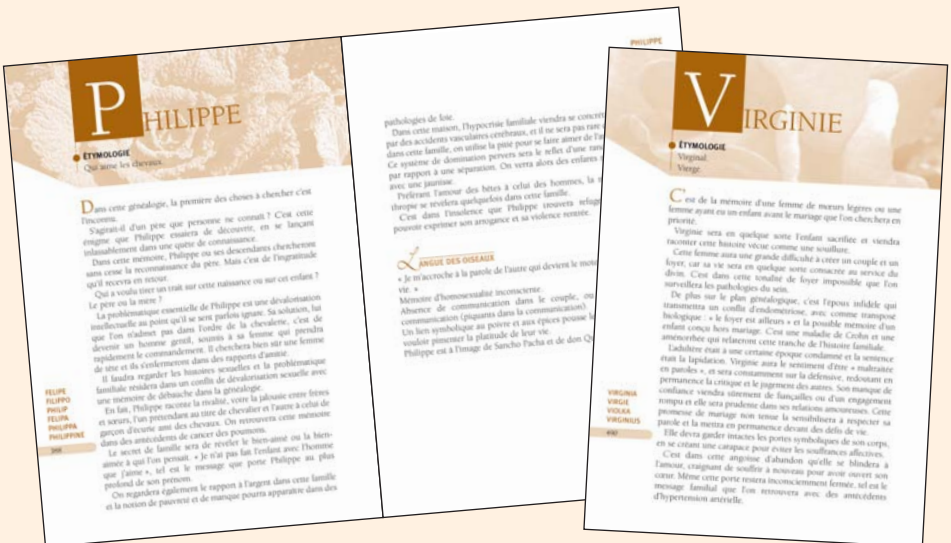 PHILIPPE
ÉTYMOLOGIE
Qui aime les chevaux.
Dans cette généalogie, la première des choses à chercher c'est
l'inconnu.
S'agirait-il d'un père que personne ne connaît ? C'est cette
énigme que Philippe essaiera de découvrir, en se lançant
inlassablement dans une quête de connaissance.
Dans cette mémoire, Philippe ou ses descendants chercheront
sans cesse la reconnaissance du père. Mais c'est de l'ingratitude
qu'il recevra en retour.
Qui a voulu tirer un trait sur cette naissance ou sur cet enfant ?
Le père ou la mère ?
La problématique essentielle de Philippe est une dévalorisation
intellectuelle au point qu'il se sent parfois ignare. Sa solution, lui
que l'on n'admet pas dans l'ordre de la chevalerie, c'est de
devenir un homme gentil, soumis à sa femme qui prendra
rapidement le commandement. Il cherchera bien sûr une femme
de tête et ils s'enfermeront dans des rapports d'amitié.
Il faudra regarder les histoires sexuelles et la problématique
familiale résidera dans un conflit de dévalorisation sexuelle avec
une mémoire de débauche dans la généalogie.
En fait, Philippe raconte la rivalité, voire la jalousie entre frères
et sœurs, l'un prétendant au titre de chevalier et l'autre à celui de
garçon d'écurie ami des chevaux. On retrouvera cette mémoire
dans des antécédents de cancer des poumons.
Le secret de famille sera de révéler le bien-aimé ou la bien-
aimée à qui l'on pensait. « Je n'ai pas fait l'enfant avec l'homme
que j'aime », tel est le message que porte Philippe au plus
profond de son prénom.
On regardera également le rapport à l'argent dans cette famille
et la notion de pauvreté et de manque pourra apparaître dans des
FELIPE
FILIPPO
PHILIP
FELIPA
PHILIPPA
PHILIPPINE
PHILIPPE
pathologies de foie.
Dans cette maison, l'hypocrisie familiale viendra se concrét
par des accidents vasculaires cérébraux, et il ne sera pas rare
dans cette famille, on utilise la pitié pour se faire aimer de l'a
Ce système de domination pervers sera le reflet d'une ran
par rapport à une séparation. On verra alors des enfants
avec une jaunisse.
Préférant l'amour des bêtes à celui des hommes, la
thropie se révélera quelquefois dans cette famille.
C'est dans l'insolence que Philippe trouvera refug
pouvoir exprimer son arrogance et sa violence rentrée.
LANGUE DES OISEAUX
« Je m'accroche à la parole de l'autre qui devient le mot
vie. »
Mémoire d'homosexualité inconsciente.
Absence de communication dans le couple, ou
communication (piquants dans la communication).
Un lien symbolique au poivre et aux épices pousse
vouloir pimenter la platitude de leur vie.
Philippe est à l'image de Sancho Pacha et de don Qu
VIRGINIE
ÉTYMOLOGIE
Virginal.
Vierge.
C'est de la mémoire d'une femme de mœurs légères ou une
femme ayant eu un enfant avant le mariage que l'on cherchera en
priorité.
Virginie sera en quelque sorte l'enfant sacrifiée et viendra
raconter cette histoire vécue comme une souillure.
Cette femme aura une grande difficulté à créer un couple et un
foyer, car sa vie sera en quelque sorte consacrée au service du
divin. C'est dans cette tonalité de foyer impossible que l'on
surveillera les pathologies du sein.
De plus sur le plan généalogique, c'est l'époux infidèle qui
transmettra un conflit d'endométriose, avec comme transposé
biologique : « le foyer est ailleurs » et la possible mémoire d'un
enfant conçu hors mariage. C'est une maladie de Crohn et une
aménorrhée qui relateront cette tranche de l'histoire familiale.
L'adultère était à une certaine époque condamné et la sentence
était la lapidation. Virginie aura le sentiment d'être « maltraitée
en paroles », et sera constamment sur la défensive, redoutant en
permanence la critique et le jugement des autres. Son manque de
confiance viendra sûrement de fiançailles ou d'un engagement
rompu et elle sera prudente dans ses relations amoureuses. Cette
promesse de mariage non tenue la sensibilisera à respecter sa
parole et la mettra en permanence devant des défis de vie.
Elle devra garder intactes les portes symboliques de son corps,
en se créant une carapace pour éviter les souffrances affectives.
C'est dans cette angoisse d'abandon qu'elle se blindera à
l'amour, craignant de souffrir à nouveau pour avoir ouvert son
cœur. Même cette porte restera inconsciemment fermée, tel est le
message familial que l'on retrouvera avec des antécédents
d'hypertension artérielle.
VIRGINIA
VIRGIE
VIOLKA
VIRGINIUS